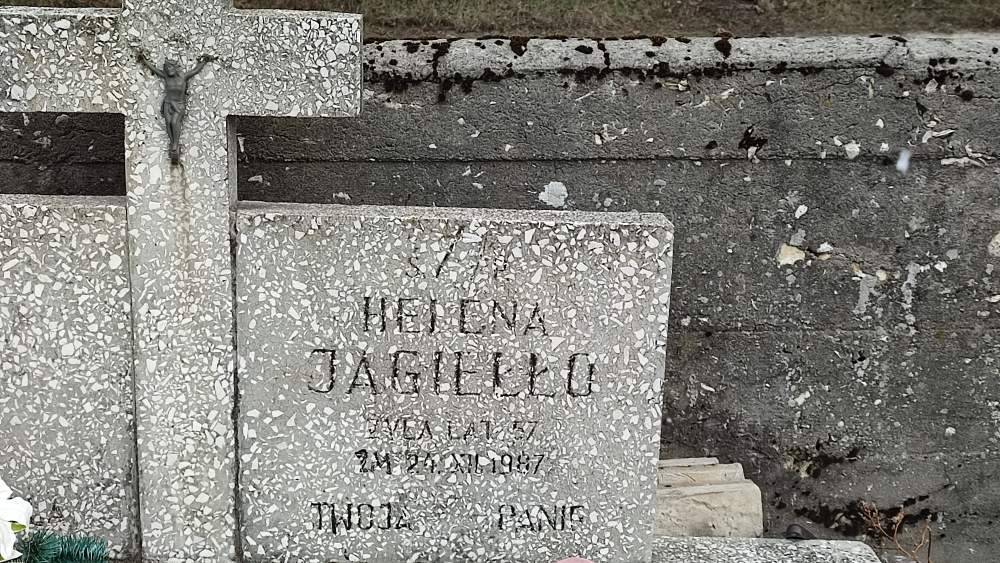 Ś / P
HELENA
JAGIEŁŁO
ŻYŁA LAT 57
ZM 24.XII.1987
TWOJA PANIE